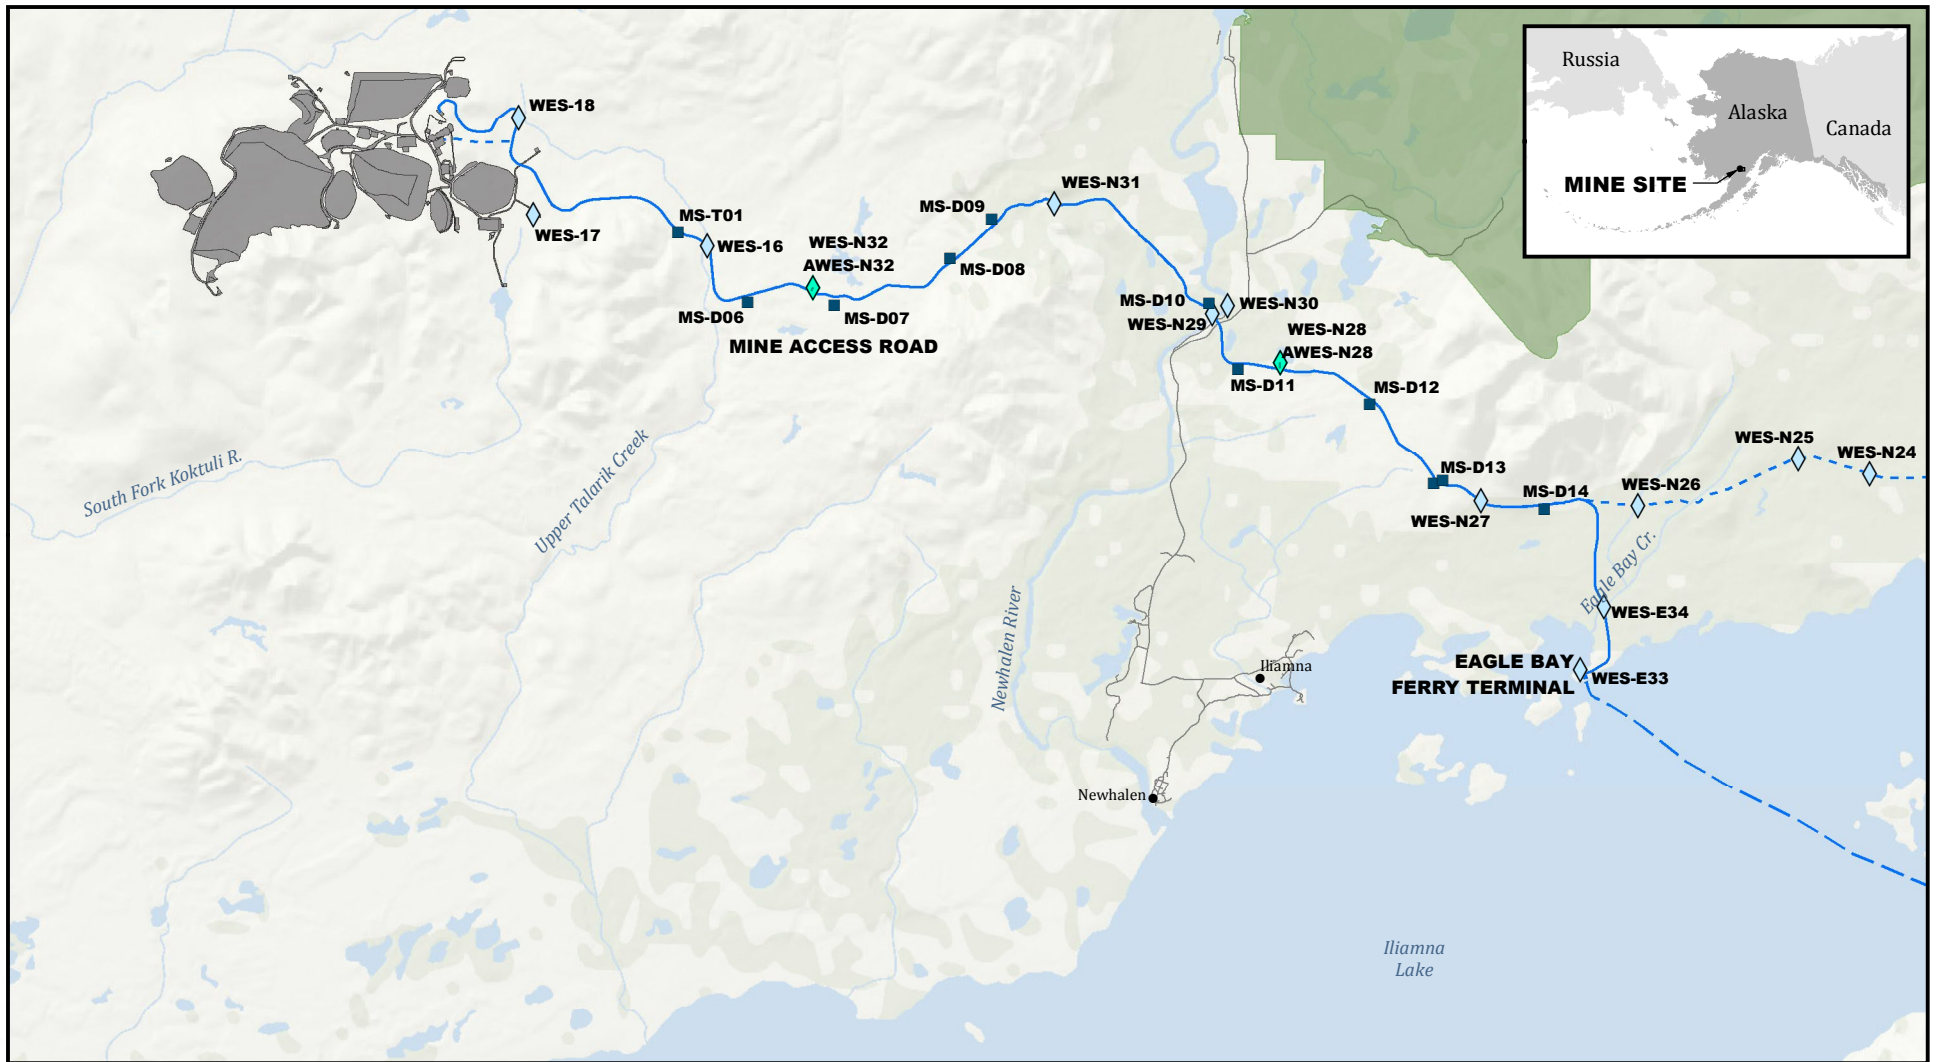 Russia
Alaska
Canada
MINE SITE
WES-18
WES-17
MS-T01
WES-16
WES-N32
AWES-N32
MS-D06
MS-D07
MINE ACCESS ROAD
MS-D09
MS-D08
WES-N31
MS-D10
WES-N30
WES-N29
WES-N28
AWES-N28
MS-D11
MS-D12
MS-D13
WES-N27
MS-D14
WES-N26
WES-N25
WES-N24
South Fork Koktuli R.
Upper Talarik Creek
Newhalen River
Eagle Bay Cr.
WES-E34
EAGLE BAY
FERRY TERMINAL
WES-E33
Iliamna
Newhalen
Iliamna
Lake